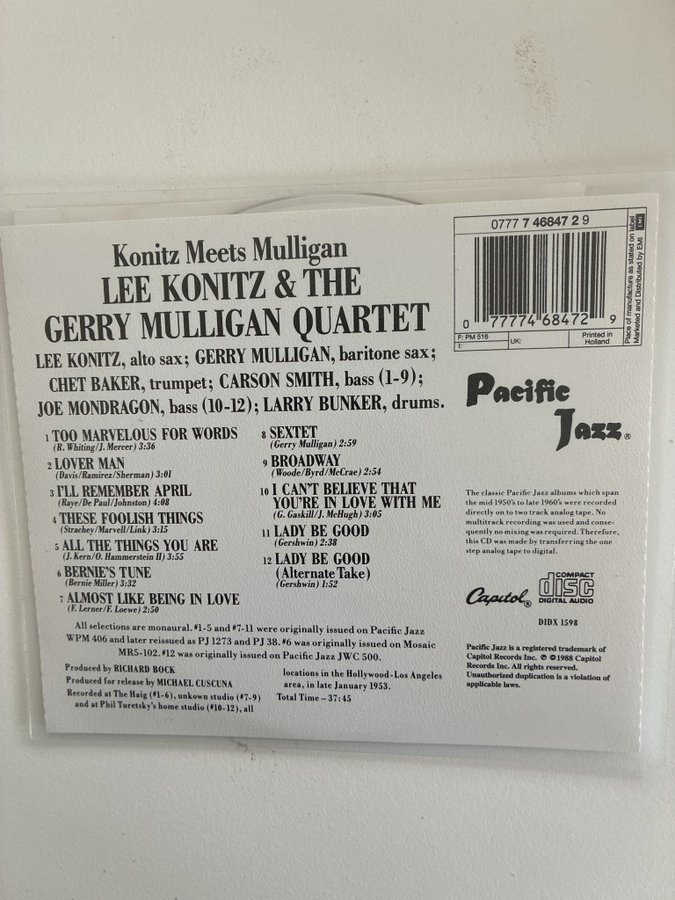 Konitz Meets Mulligan
LEE KONITZ & THE
GERRY MULLIGAN QUARTET
LEE KONITZ, alto sax; GERRY MULLIGAN, baritone sax;
CHET BAKER, trumpet; CARSON SMITH, bass (1-9);
JOE MONDRAGON, bass (10-12); LARRY BUNKER, drums.
1 TOO MARVELOUS FOR WORDS
(R. Whiting/J. Mercer) 3:36
2 LOVER MAN
(Davis/Ramirez/Sherman) 3:01
3 I'LL REMEMBER APRIL
(Raye/De Paul/Johnston) 4:08
4 THESE FOOLISH THINGS
(Strachey/Marvell/Link) 3:15
5 ALL THE THINGS YOU ARE
(J. Kern/O. Hammerstein II) 3:55
6 BERNIE'S TUNE
(Bernie Miller) 3:32
7 ALMOST LIKE BEING IN LOVE
(F. Lerner/F. Loewe) 2:50
8 SEXTET
(Gerry Mulligan) 2:59
9 BROADWAY
(Woode/Byrd/McCrae) 2:54
10 I CAN'T BELIEVE THAT
YOU'RE IN LOVE WITH ME
(G. Gaskill/J. McHugh) 3:05
11 LADY BE GOOD
(Gershwin) 2:38
12 LADY BE GOOD
(Alternate Take)
(Gershwin) 1:52
All selections are monaural. #1-5 and #7-11 were originally issued on Pacific Jazz
WPM 406 and later reissued as PJ 1273 and PJ 38. #6 was originally issued on Mosaic
MR5-102. #12 was originally issued on Pacific Jazz JWC 500.
Produced by RICHARD BOCK
Produced for release by MICHAEL CUSCUNA
Recorded at The Haig (#1-6), unkown studio (#7-9)
and at Phil Turetsky's home studio (#10-12), all
locations in the Hollywood-Los Angeles
area, in late January 1953.
Total Time – 37:45
0777 7 46847 2 9
0 77774 68472 9
F: PM 516
I:
UK:
Printed in
Holland
Place of manufacture as stated on label
Marketed and Distributed by EMI
EMI
Pacific
Jazz®
The classic Pacific Jazz albums which span
the mid 1950's to late 1960's were recorded
directly on to two track analog tape. No
multitrack recording was used and conse-
quently no mixing was required. Therefore,
this CD was made by transferring the one
step analog tape to digital.
Capitol®
COMPACT
disc
DIGITAL AUDIO
DIDX 1598
Pacific Jazz is a registered trademark of
Capitol Records Inc. ℗ ©1988 Capitol
Records Inc. All rights reserved.
Unauthorized duplication is a violation of
applicable laws.